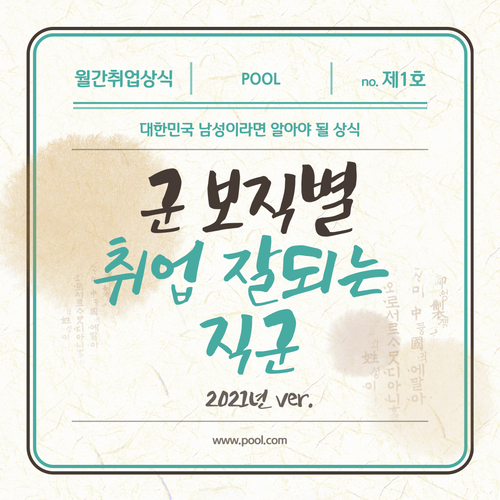 월간취업상식 POOL no. 제1호
대한민국 남성이라면 알아야 될 상식
군 보직별
취업 잘되는
직군
2021년 ver.
www.pool.com